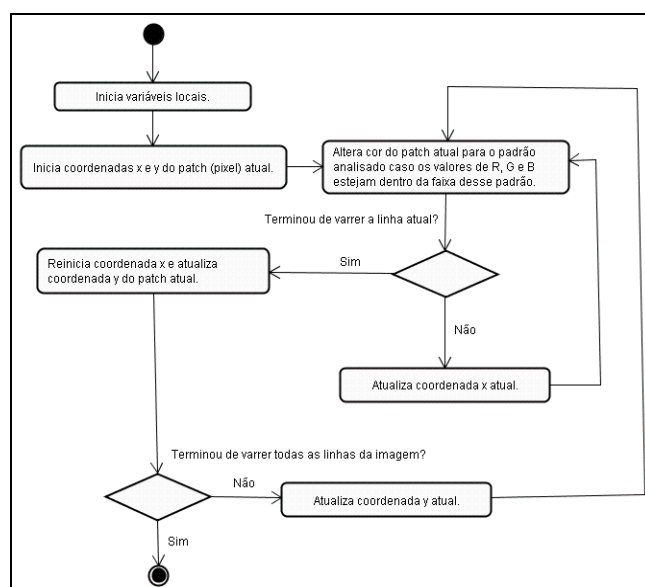 Inicia variáveis locais.
Inicia coordenadas x e y do patch (pixel) atual.
Altera cor do patch atual para o padrão
analisado caso os valores de R, G e B
estejam dentro da faixa desse padrão.
Terminou de varrer a linha atual?
Sim
Reinicia coordenada x e atualiza
coordenada y do patch atual.
Não
Atualiza coordenada x atual.
Terminou de varrer todas as linhas da imagem?
Não
Atualiza coordenada y atual.
Sim